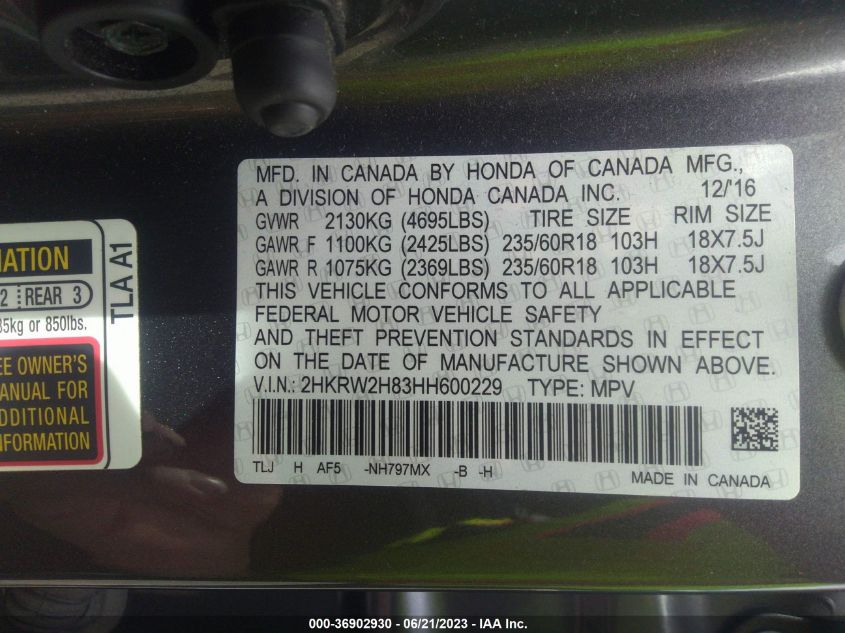 MFD. IN CANADA BY HONDA OF CANADA MFG.,
A DIVISION OF HONDA CANADA INC. 12/'16
GVWR 2130KG (4695LBS) TIRE SIZE RIM SIZE
GAWR F 1100KG (2425LBS) 235/60R18 103H 18X7.5J
GAWR R 1075KG (2369LBS) 235/60R18 103H 18X7.5J
THIS VEHICLE CONFORMS TO ALL APPLICABLE
FEDERAL MOTOR VEHICLE SAFETY
AND THEFT PREVENTION STANDARDS IN EFFECT
ON THE DATE OF MANUFACTURE SHOWN ABOVE.
V.I.N.: 2HKRW2H83HH600229 TYPE: MPV
TLJ H AF5 -NH797MX -B -H
MADE IN CANADA
MATION
2 REAR 3
85kg or 850lbs.
EE OWNER'S
MANUAL FOR
ADDITIONAL
NFORMATION
TLA A1
000-36902930 - 06/21/2023 - IAA Inc.